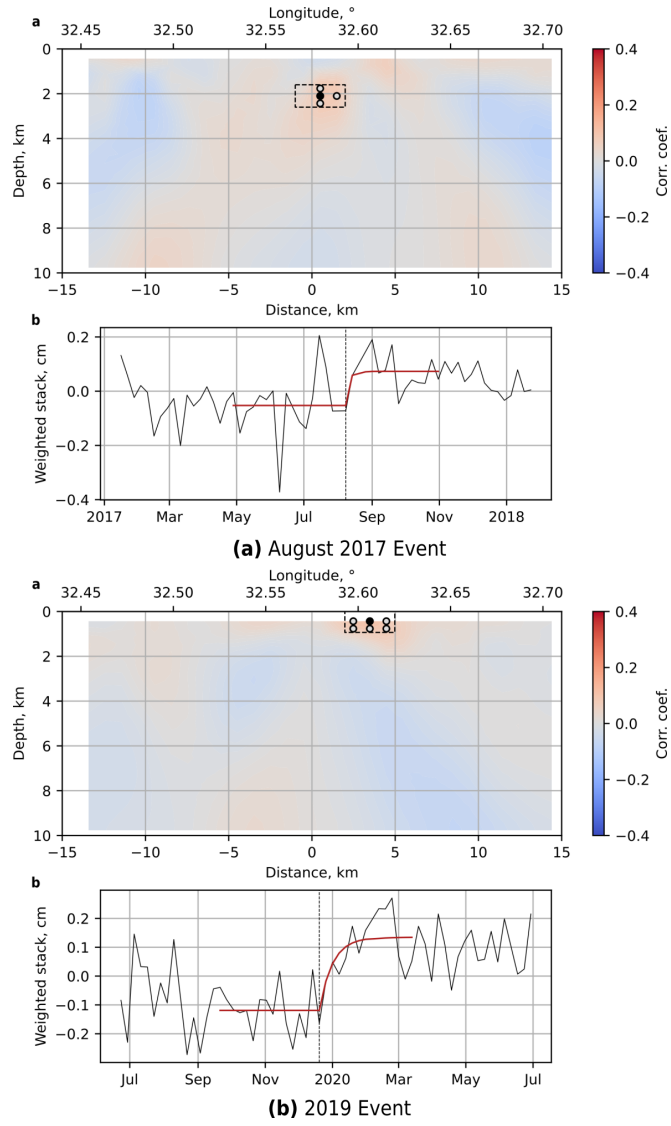 Longitude, °
a
32.45 32.50 32.55 32.60 32.65 32.70
0
2
4
6
8
10
Depth, km
−15 −10 −5 0 5 10 15
Distance, km
0.4
0.2
0.0
−0.2
−0.4
Corr. coef.
b
0.2
0.0
−0.2
−0.4
Weighted stack, cm
2017 Mar May Jul Sep Nov 2018
(a) August 2017 Event
Longitude, °
a
32.45 32.50 32.55 32.60 32.65 32.70
0
2
4
6
8
10
Depth, km
−15 −10 −5 0 5 10 15
Distance, km
0.4
0.2
0.0
−0.2
−0.4
Corr. coef.
b
0.2
0.1
0.0
−0.1
−0.2
Weighted stack, cm
Jul Sep Nov 2020 Mar May Jul
(b) 2019 Event